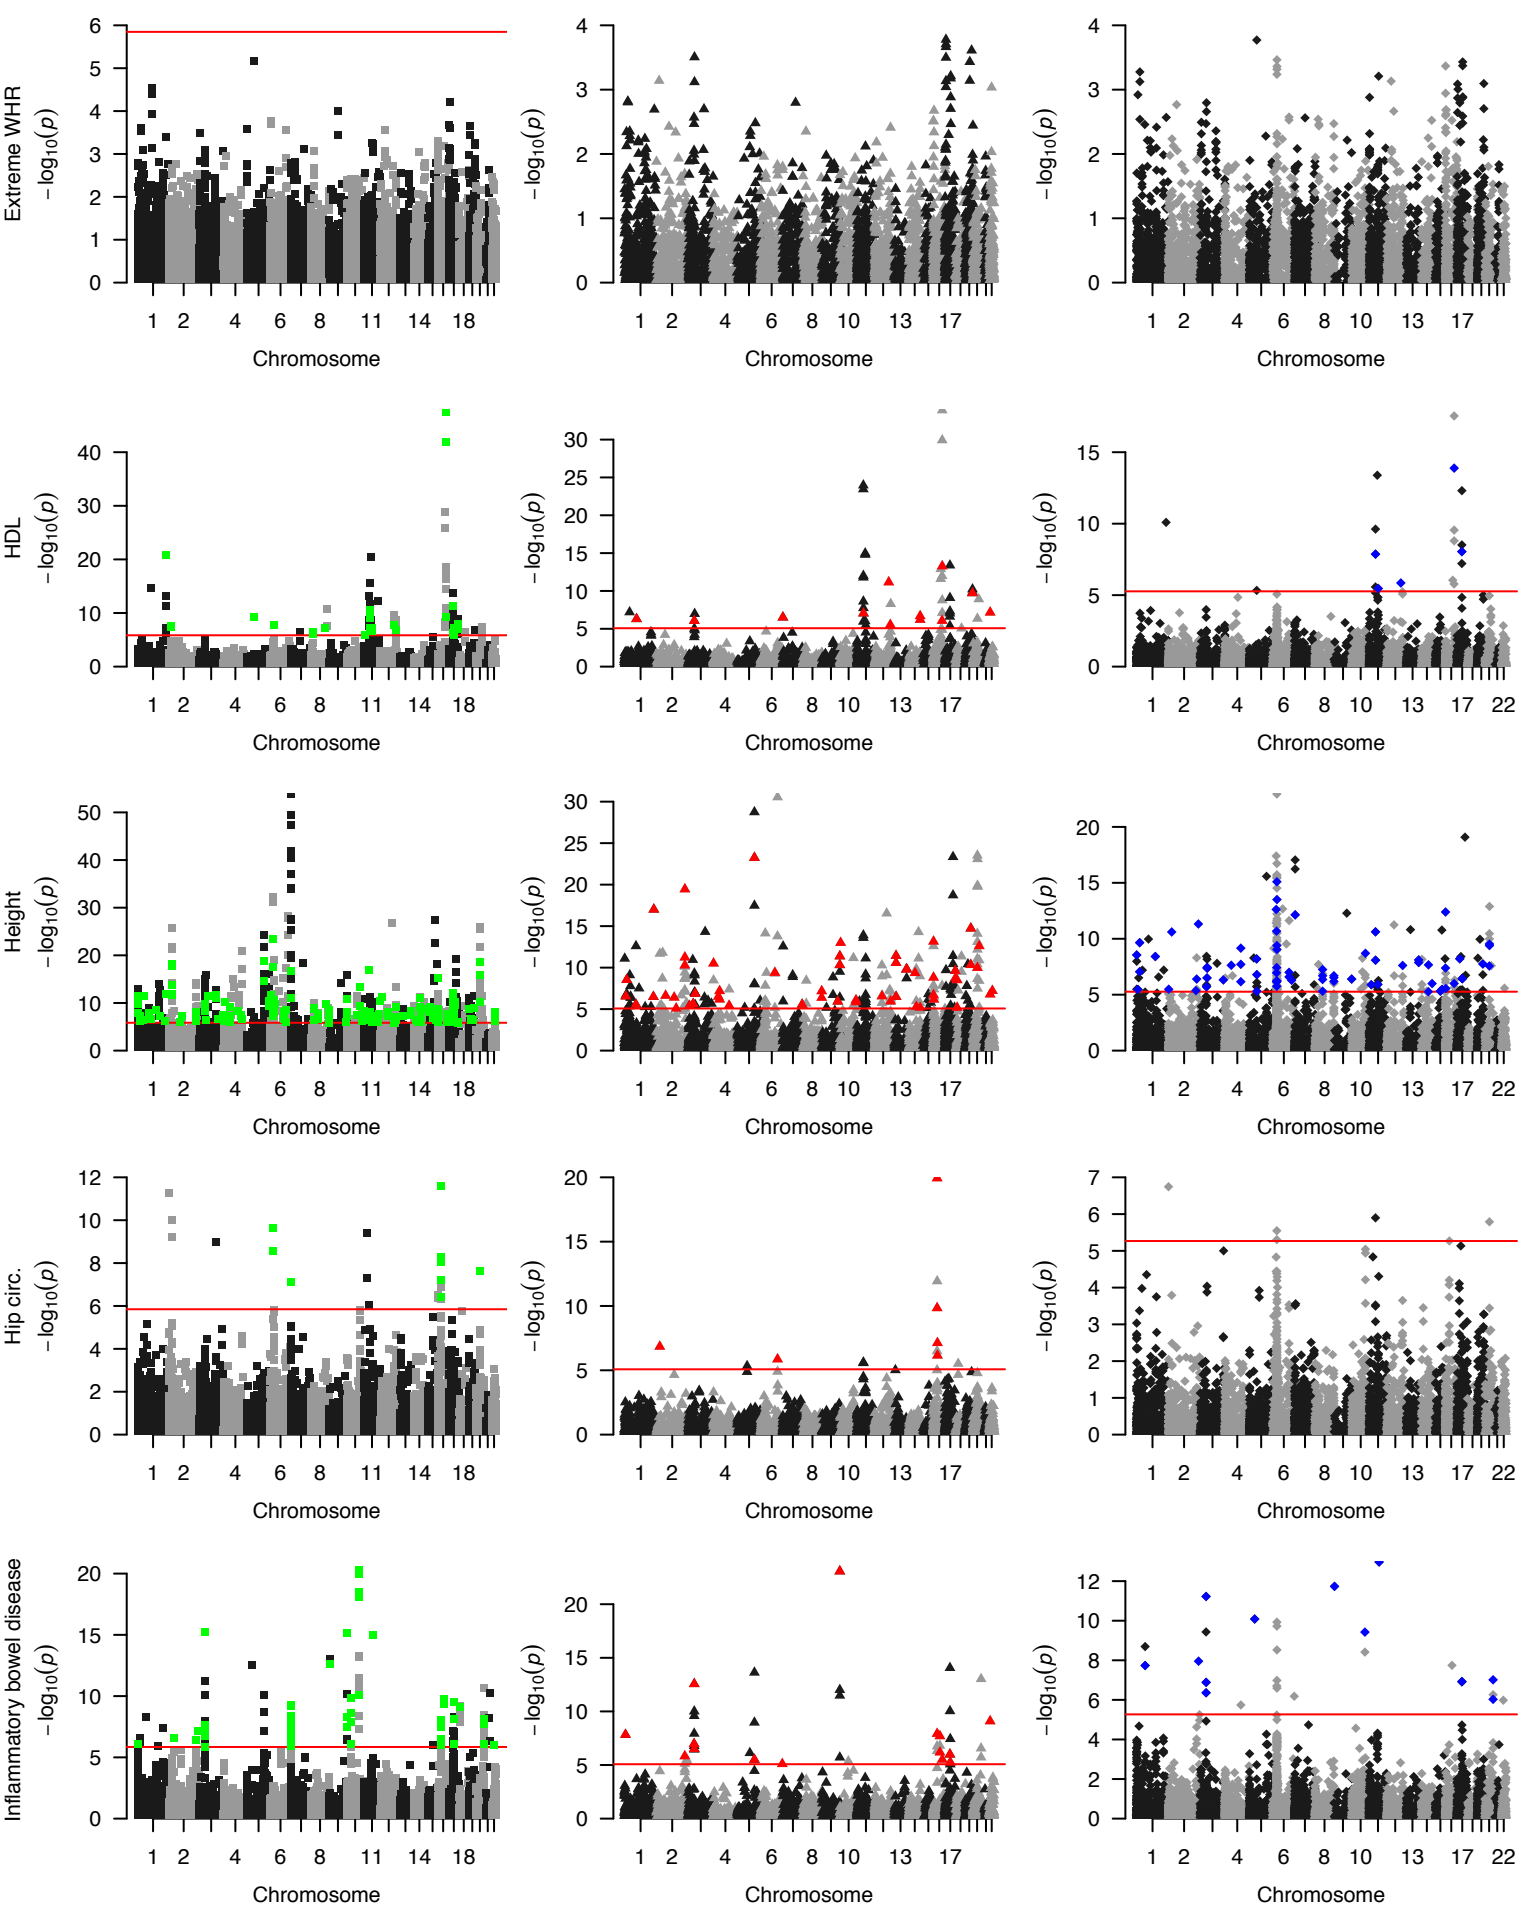 Extreme WHR
−log10(p)
6
5
4
3
2
1
0
1 2 4 6 8 11 14 18
Chromosome
−log10(p)
4
3
2
1
0
1 2 4 6 8 10 13 17
Chromosome
−log10(p)
4
3
2
1
0
1 2 4 6 8 10 13 17
Chromosome
HDL
−log10(p)
40
30
20
10
0
1 2 4 6 8 11 14 18
Chromosome
−log10(p)
30
25
20
15
10
5
0
1 2 4 6 8 10 13 17
Chromosome
−log10(p)
15
10
5
0
1 2 4 6 8 10 13 17 22
Chromosome
Height
−log10(p)
50
40
30
20
10
0
1 2 4 6 8 11 14 18
Chromosome
−log10(p)
30
25
20
15
10
5
0
1 2 4 6 8 10 13 17
Chromosome
−log10(p)
20
15
10
5
0
1 2 4 6 8 10 13 17 22
Chromosome
Hip circ.
−log10(p)
12
10
8
6
4
2
0
1 2 4 6 8 11 14 18
Chromosome
−log10(p)
20
15
10
5
0
1 2 4 6 8 10 13 17
Chromosome
−log10(p)
7
6
5
4
3
2
1
0
1 2 4 6 8 10 13 17 22
Chromosome
Inflammatory bowel disease
−log10(p)
20
15
10
5
0
1 2 4 6 8 11 14 18
Chromosome
−log10(p)
20
15
10
5
0
1 2 4 6 8 10 13 17
Chromosome
−log10(p)
12
10
8
6
4
2
0
1 2 4 6 8 10 13 17 22
Chromosome